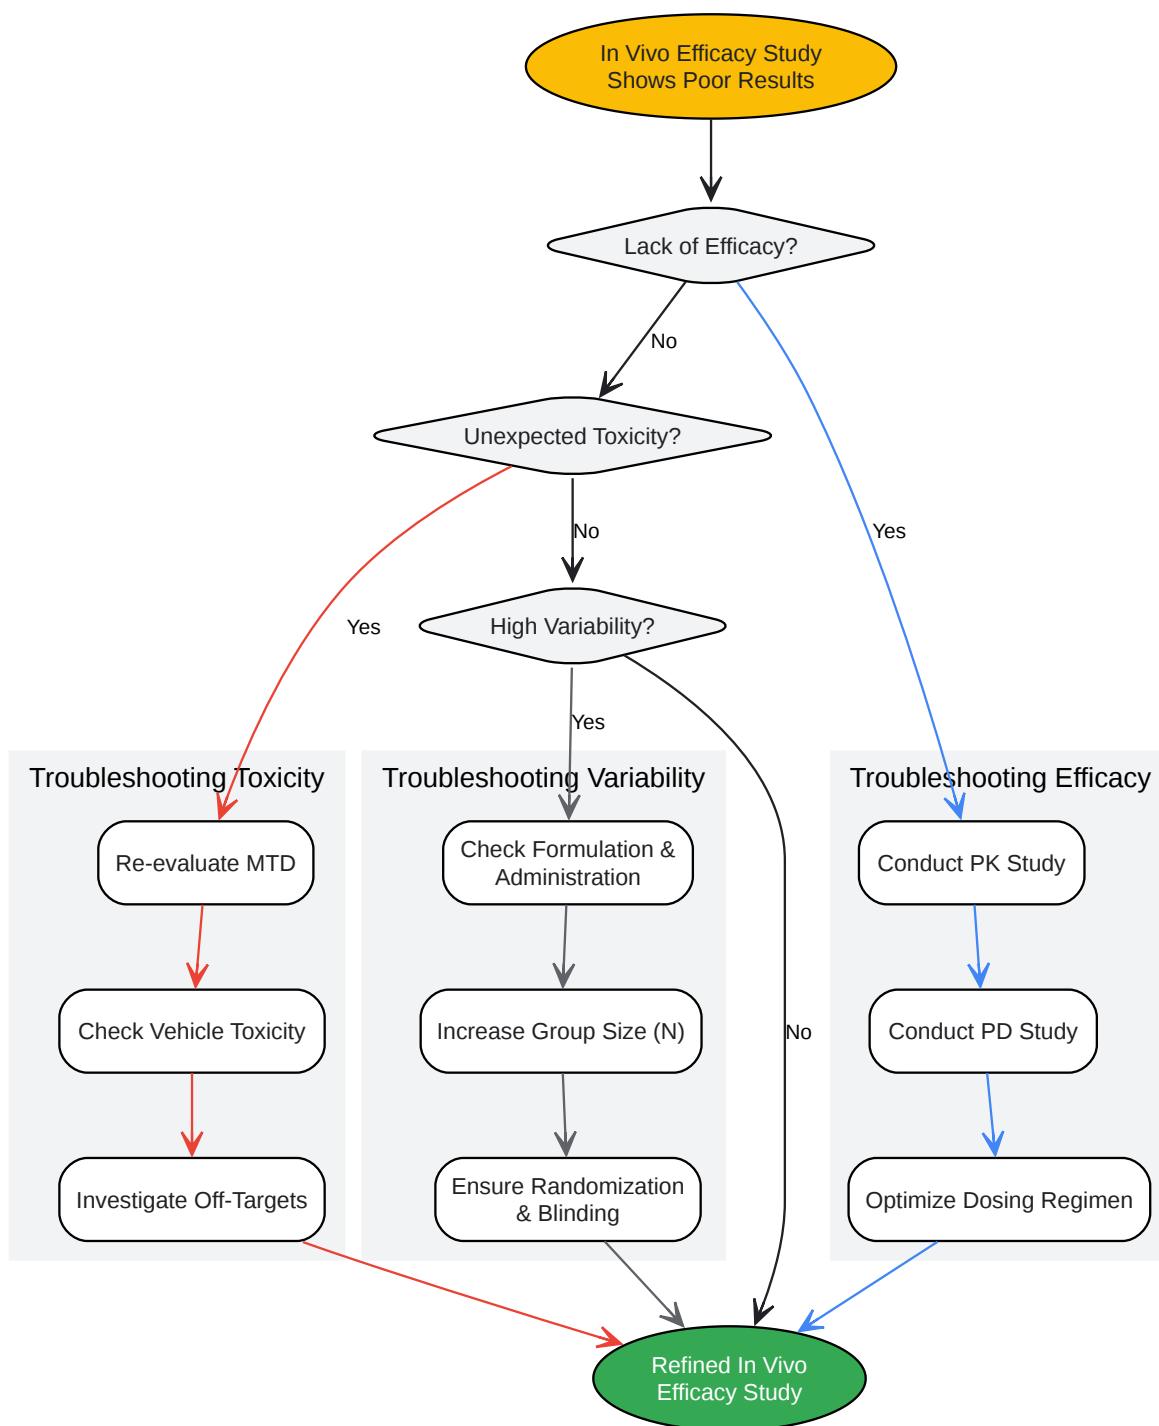 In Vivo Efficacy Study
Shows Poor Results
Lack of Efficacy?
No
Unexpected Toxicity?
No
Yes
Yes
High Variability?
Yes
No
Troubleshooting Toxicity
Re-evaluate MTD
Check Vehicle Toxicity
Investigate Off-Targets
Troubleshooting Variability
Check Formulation &
Administration
Increase Group Size (N)
Ensure Randomization
& Blinding
Troubleshooting Efficacy
Conduct PK Study
Conduct PD Study
Optimize Dosing Regimen
Refined In Vivo
Efficacy Study